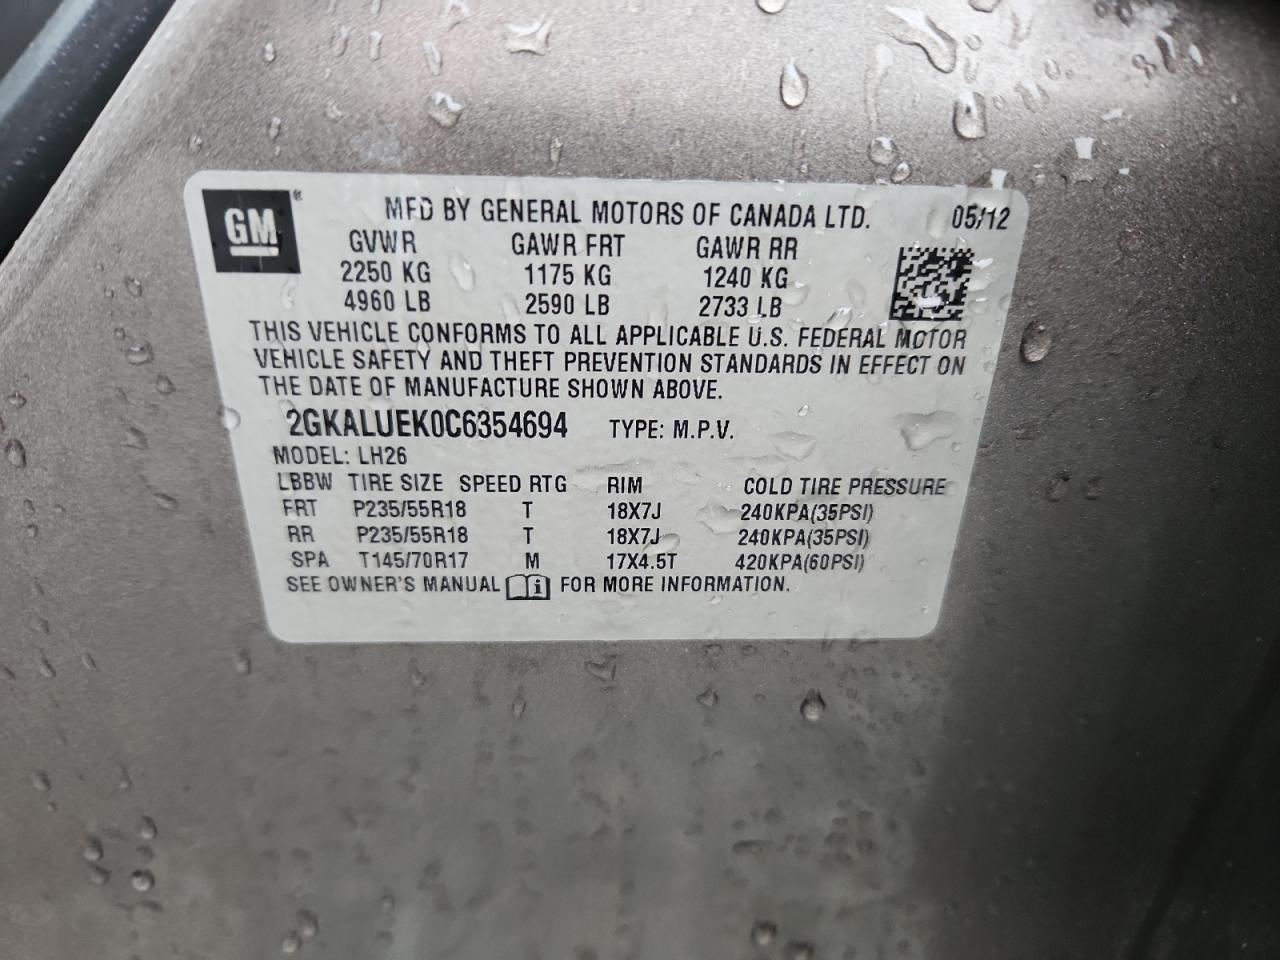 GM ®
MFD BY GENERAL MOTORS OF CANADA LTD. 05/12
GVWR GAWR FRT GAWR RR
2250 KG 1175 KG 1240 KG
4960 LB 2590 LB 2733 LB
THIS VEHICLE CONFORMS TO ALL APPLICABLE U.S. FEDERAL MOTOR
VEHICLE SAFETY AND THEFT PREVENTION STANDARDS IN EFFECT ON
THE DATE OF MANUFACTURE SHOWN ABOVE.
2GKALUEK0C6354694 TYPE: M.P.V.
MODEL: LH26
LBBW TIRE SIZE SPEED RTG RIM COLD TIRE PRESSURE
FRT P235/55R18 T 18X7J 240KPA(35PSI)
RR P235/55R18 T 18X7J 240KPA(35PSI)
SPA T145/70R17 M 17X4.5T 420KPA(60PSI)
SEE OWNER'S MANUAL i FOR MORE INFORMATION.